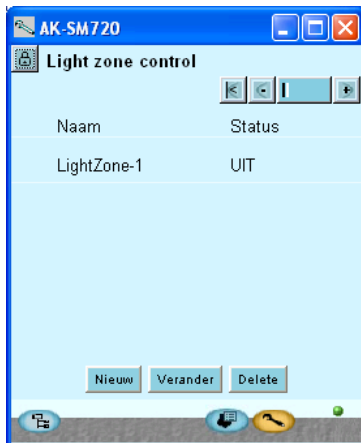 AK-SM720
Light zone control
Naam Status
LightZone-1 UIT
Nieuw Verander Delete